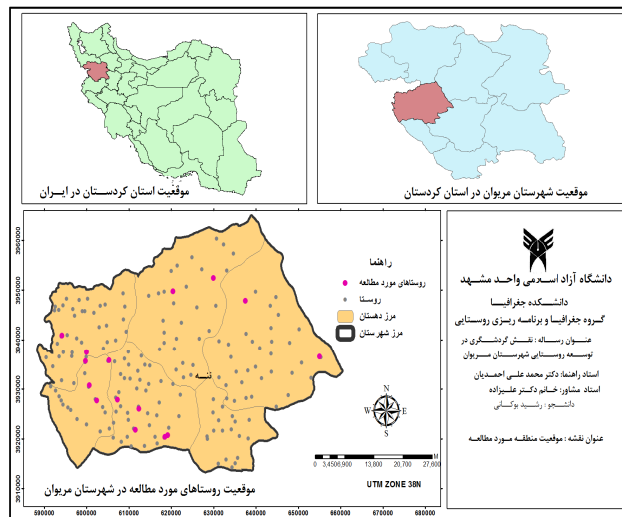 موقعیت استان کردستان در ایران
موقعیت شهرستان مریوان در استان کردستان
راهنما
روستاهای مورد مطالعه
روستا
مرز دهستان
مرز شهرستان
ننه
N
W E
S
0 3,4506,900 13,800 20,700 27,600
M
UTM ZONE 38N
موقعیت روستاهای مورد مطالعه در شهرستان مریوان
3960000
3950000
3940000
3930000
3920000
3910000
590000 600000 610000 620000 630000 640000 650000 660000 670000 680000
دانشگاه آزاد اسلامی واحد مشهد
دانشکده جغرافیا
گروه جغرافیا و برنامه ریزی روستایی
عنوان رساله : نقش گردشگری در
توسعه روستایی شهرستان مریوان
استاد راهنما: دکتر محمد علی احمدیان
استاد مشاور: خانم دکتر علیزاده
دانشجو : رشید بوکانی
عنوان نقشه : موقعیت منطقه مورد مطالعه